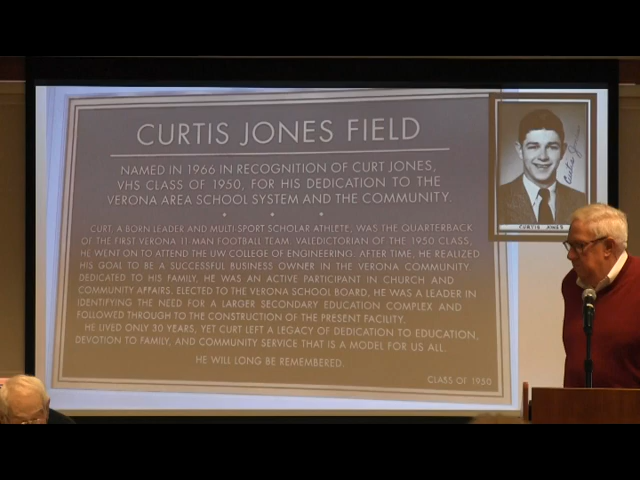 CURTIS JONES FIELD
NAMED IN 1966 IN RECOGNITION OF CURT JONES,
VHS CLASS OF 1950, FOR HIS DEDICATION TO THE
VERONA AREA SCHOOL SYSTEM AND THE COMMUNITY.
CURT, A BORN LEADER AND MULTI-SPORT SCHOLAR ATHLETE, WAS THE QUARTERBACK
OF THE FIRST VERONA 11-MAN FOOTBALL TEAM. VALEDICTORIAN OF THE 1950 CLASS,
HE WENT ON TO ATTEND THE UW COLLEGE OF ENGINEERING. AFTER TIME, HE REALIZED
HIS GOAL TO BE A SUCCESSFUL BUSINESS OWNER IN THE VERONA COMMUNITY.
DEDICATED TO HIS FAMILY, HE WAS AN ACTIVE PARTICIPANT IN CHURCH AND
COMMUNITY AFFAIRS. ELECTED TO THE VERONA SCHOOL BOARD, HE WAS A LEADER IN
IDENTIFYING THE NEED FOR A LARGER SECONDARY EDUCATION COMPLEX AND
FOLLOWED THROUGH TO THE CONSTRUCTION OF THE PRESENT FACILITY.
HE LIVED ONLY 30 YEARS, YET CURT LEFT A LEGACY OF DEDICATION TO EDUCATION,
DEVOTION TO FAMILY, AND COMMUNITY SERVICE THAT IS A MODEL FOR US ALL.
HE WILL LONG BE REMEMBERED.
CLASS OF 1950
Curtis Jones
CURTIS JONES